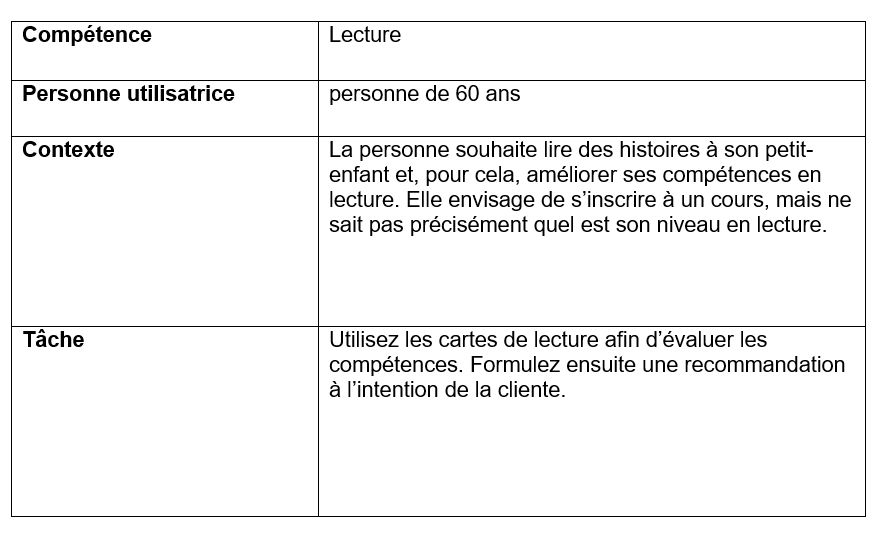 Compétence
Lecture
Personne utilisatrice
personne de 60 ans
Contexte
La personne souhaite lire des histoires à son petit-
enfant et, pour cela, améliorer ses compétences en
lecture. Elle envisage de s’inscrire à un cours, mais ne
sait pas précisément quel est son niveau en lecture.
Tâche
Utilisez les cartes de lecture afin d’évaluer les
compétences. Formulez ensuite une recommandation
à l’intention de la cliente.